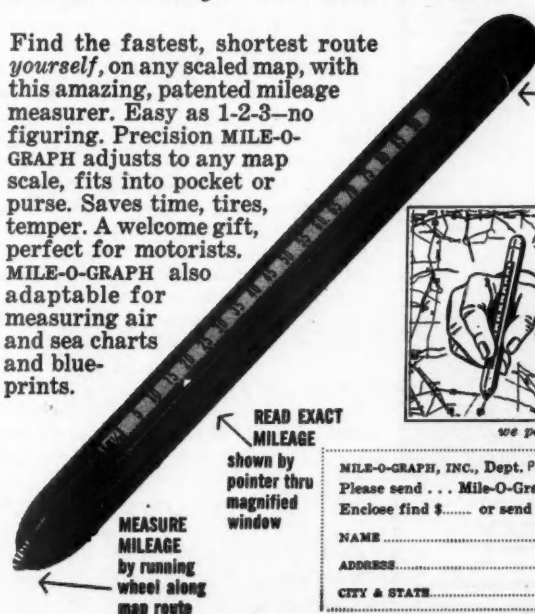 Find the fastest, shortest route
yourself, on any scaled map, with
this amazing, patented mileage
measurer. Easy as 1-2-3—no
figuring. Precision MILE-O-
GRAPH adjusts to any map
scale, fits into pocket or
purse. Saves time, tires,
temper. A welcome gift,
perfect for motorists.
MILE-O-GRAPH also
adaptable for
measuring air
and sea charts
and blue-
prints.
READ EXACT
MILEAGE
shown by
pointer thru
magnified
window
MEASURE
MILEAGE
by running
wheel along
map route
we
MILE-O-GRAPH, INC., Dept.
Please send . . .
Enclose find $....... or send
NAME
ADDRESS
CITY & STATE